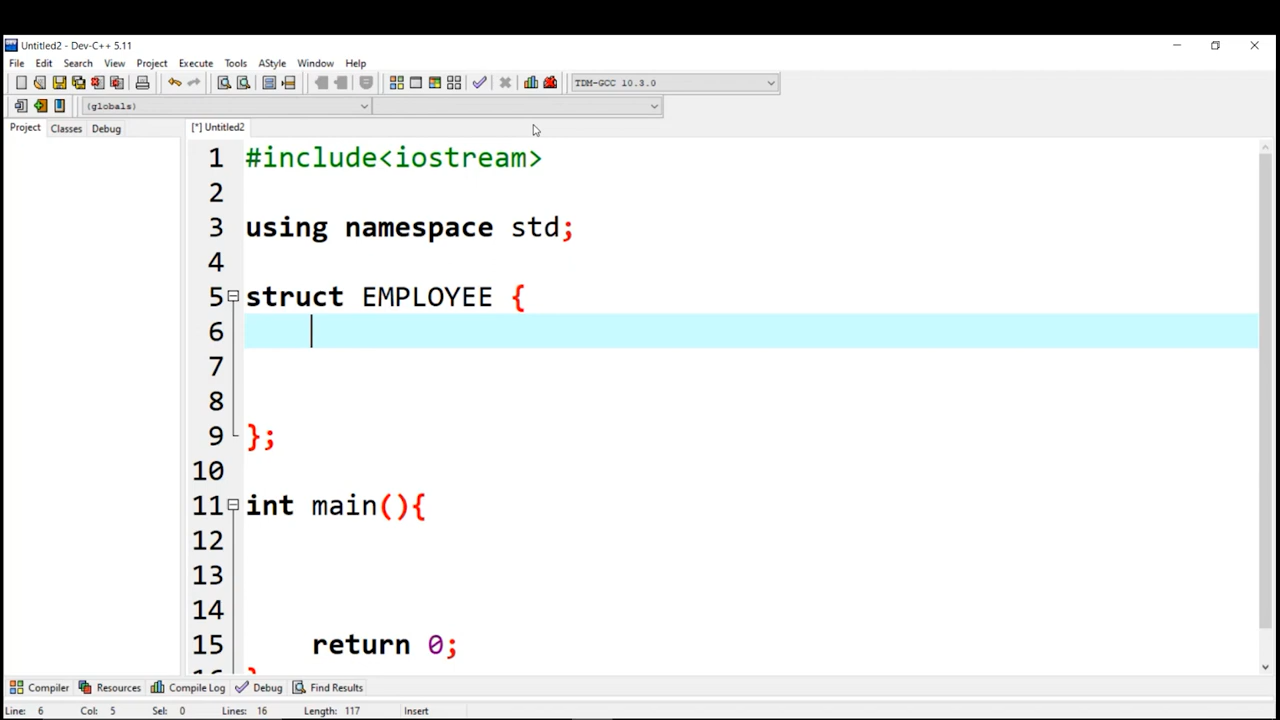 Untitled2 - Dev-C++ 5.11
File Edit Search View Project Execute Tools AStyle Window Help
TDM-GCC 10.3.0
(globals)
Project Classes Debug [*] Untitled2
1 #include<iostream>
2
3 using namespace std;
4
5 struct EMPLOYEE {
6
7
8
9 };
10
11 int main(){
12
13
14
15 return 0;
Compiler Resources Compile Log Debug Find Results
Line: 6 Col: 5 Sel: 0 Lines: 16 Length: 117 Insert